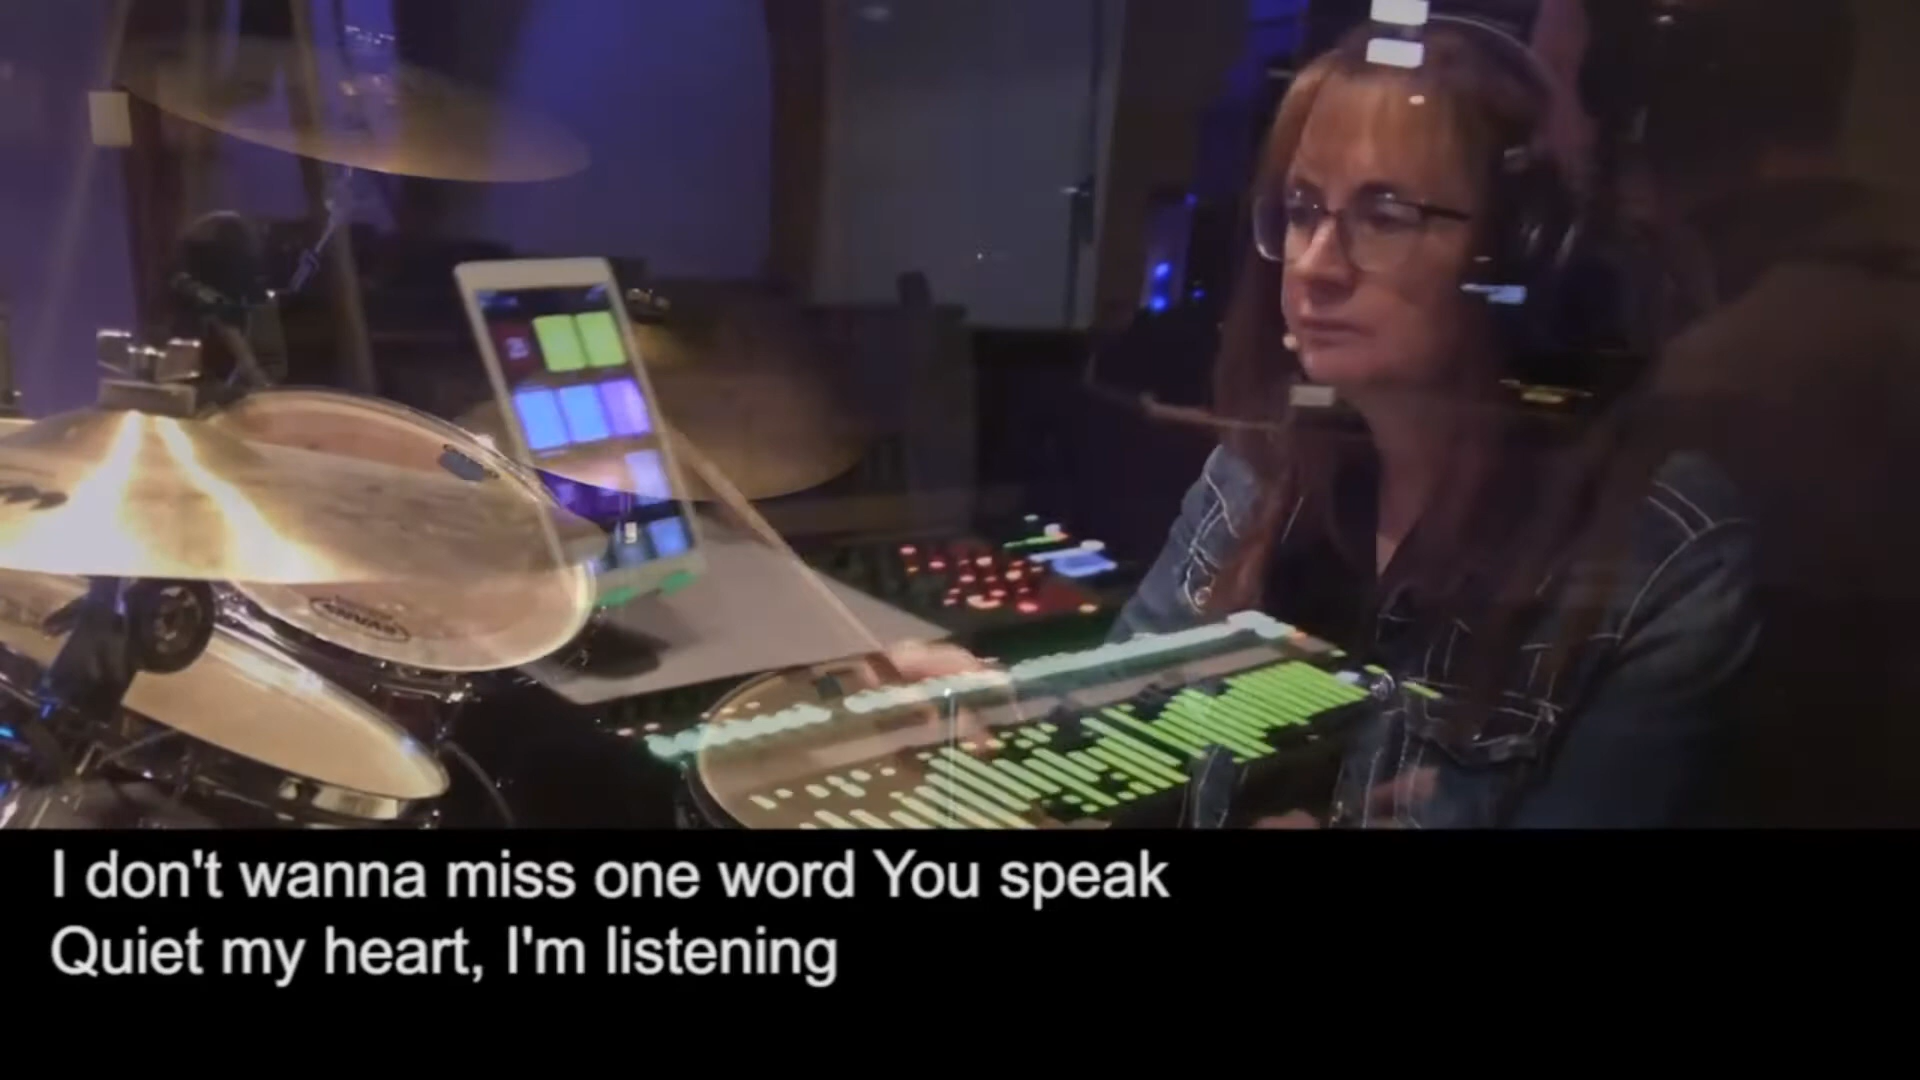 I don't wanna miss one word You speak
Quiet my heart, I'm listening